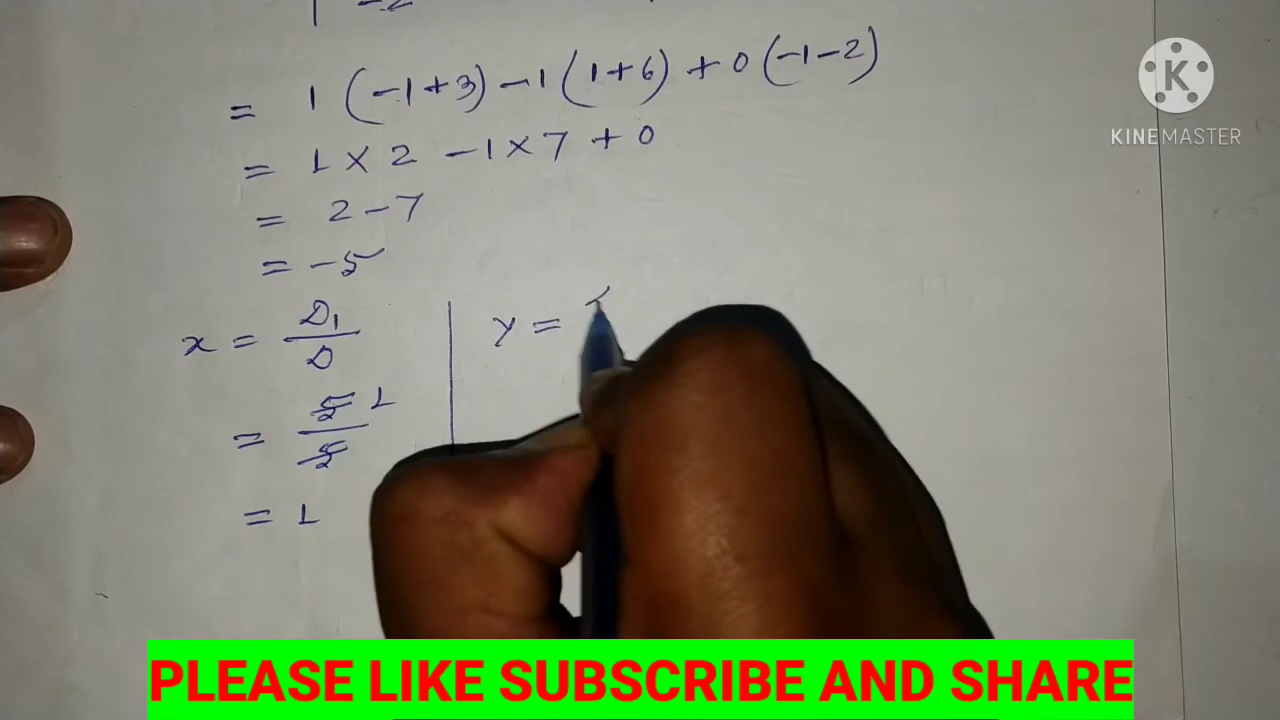 = 1 (-1+3) -1 (1+6) + 0 (-1-2)
= 1 × 2 -1 × 7 + 0
= 2 - 7
= -5
x = D₁/D
= 5/5 1
= 1
y =
K
KINEMASTER
PLEASE LIKE SUBSCRIBE AND SHARE